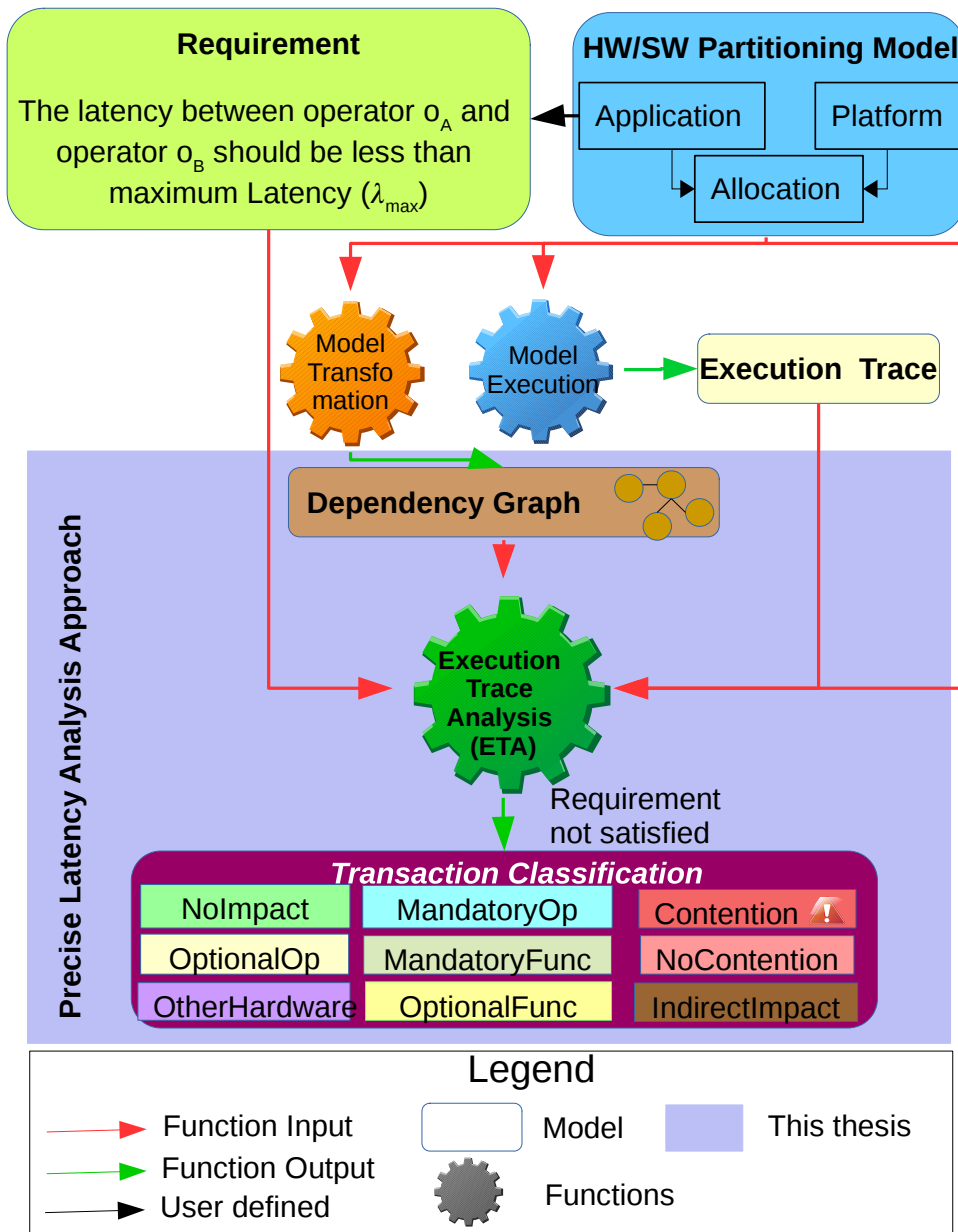 Requirement
The latency between operator oA and
operator oB should be less than
maximum Latency (λmax)
HW/SW Partitioning Model
Application
Platform
Allocation
Model
Transfo
mation
Model
Execution
Execution Trace
Precise Latency Analysis Approach
Dependency Graph
Execution
Trace
Analysis
(ETA)
Requirement
not satisfied
Transaction Classification
NoImpact
MandatoryOp
Contention
OptionalOp
MandatoryFunc
NoContention
OtherHardware
OptionalFunc
IndirectImpact
Legend
Function Input
Model
This thesis
Function Output
Functions
User defined